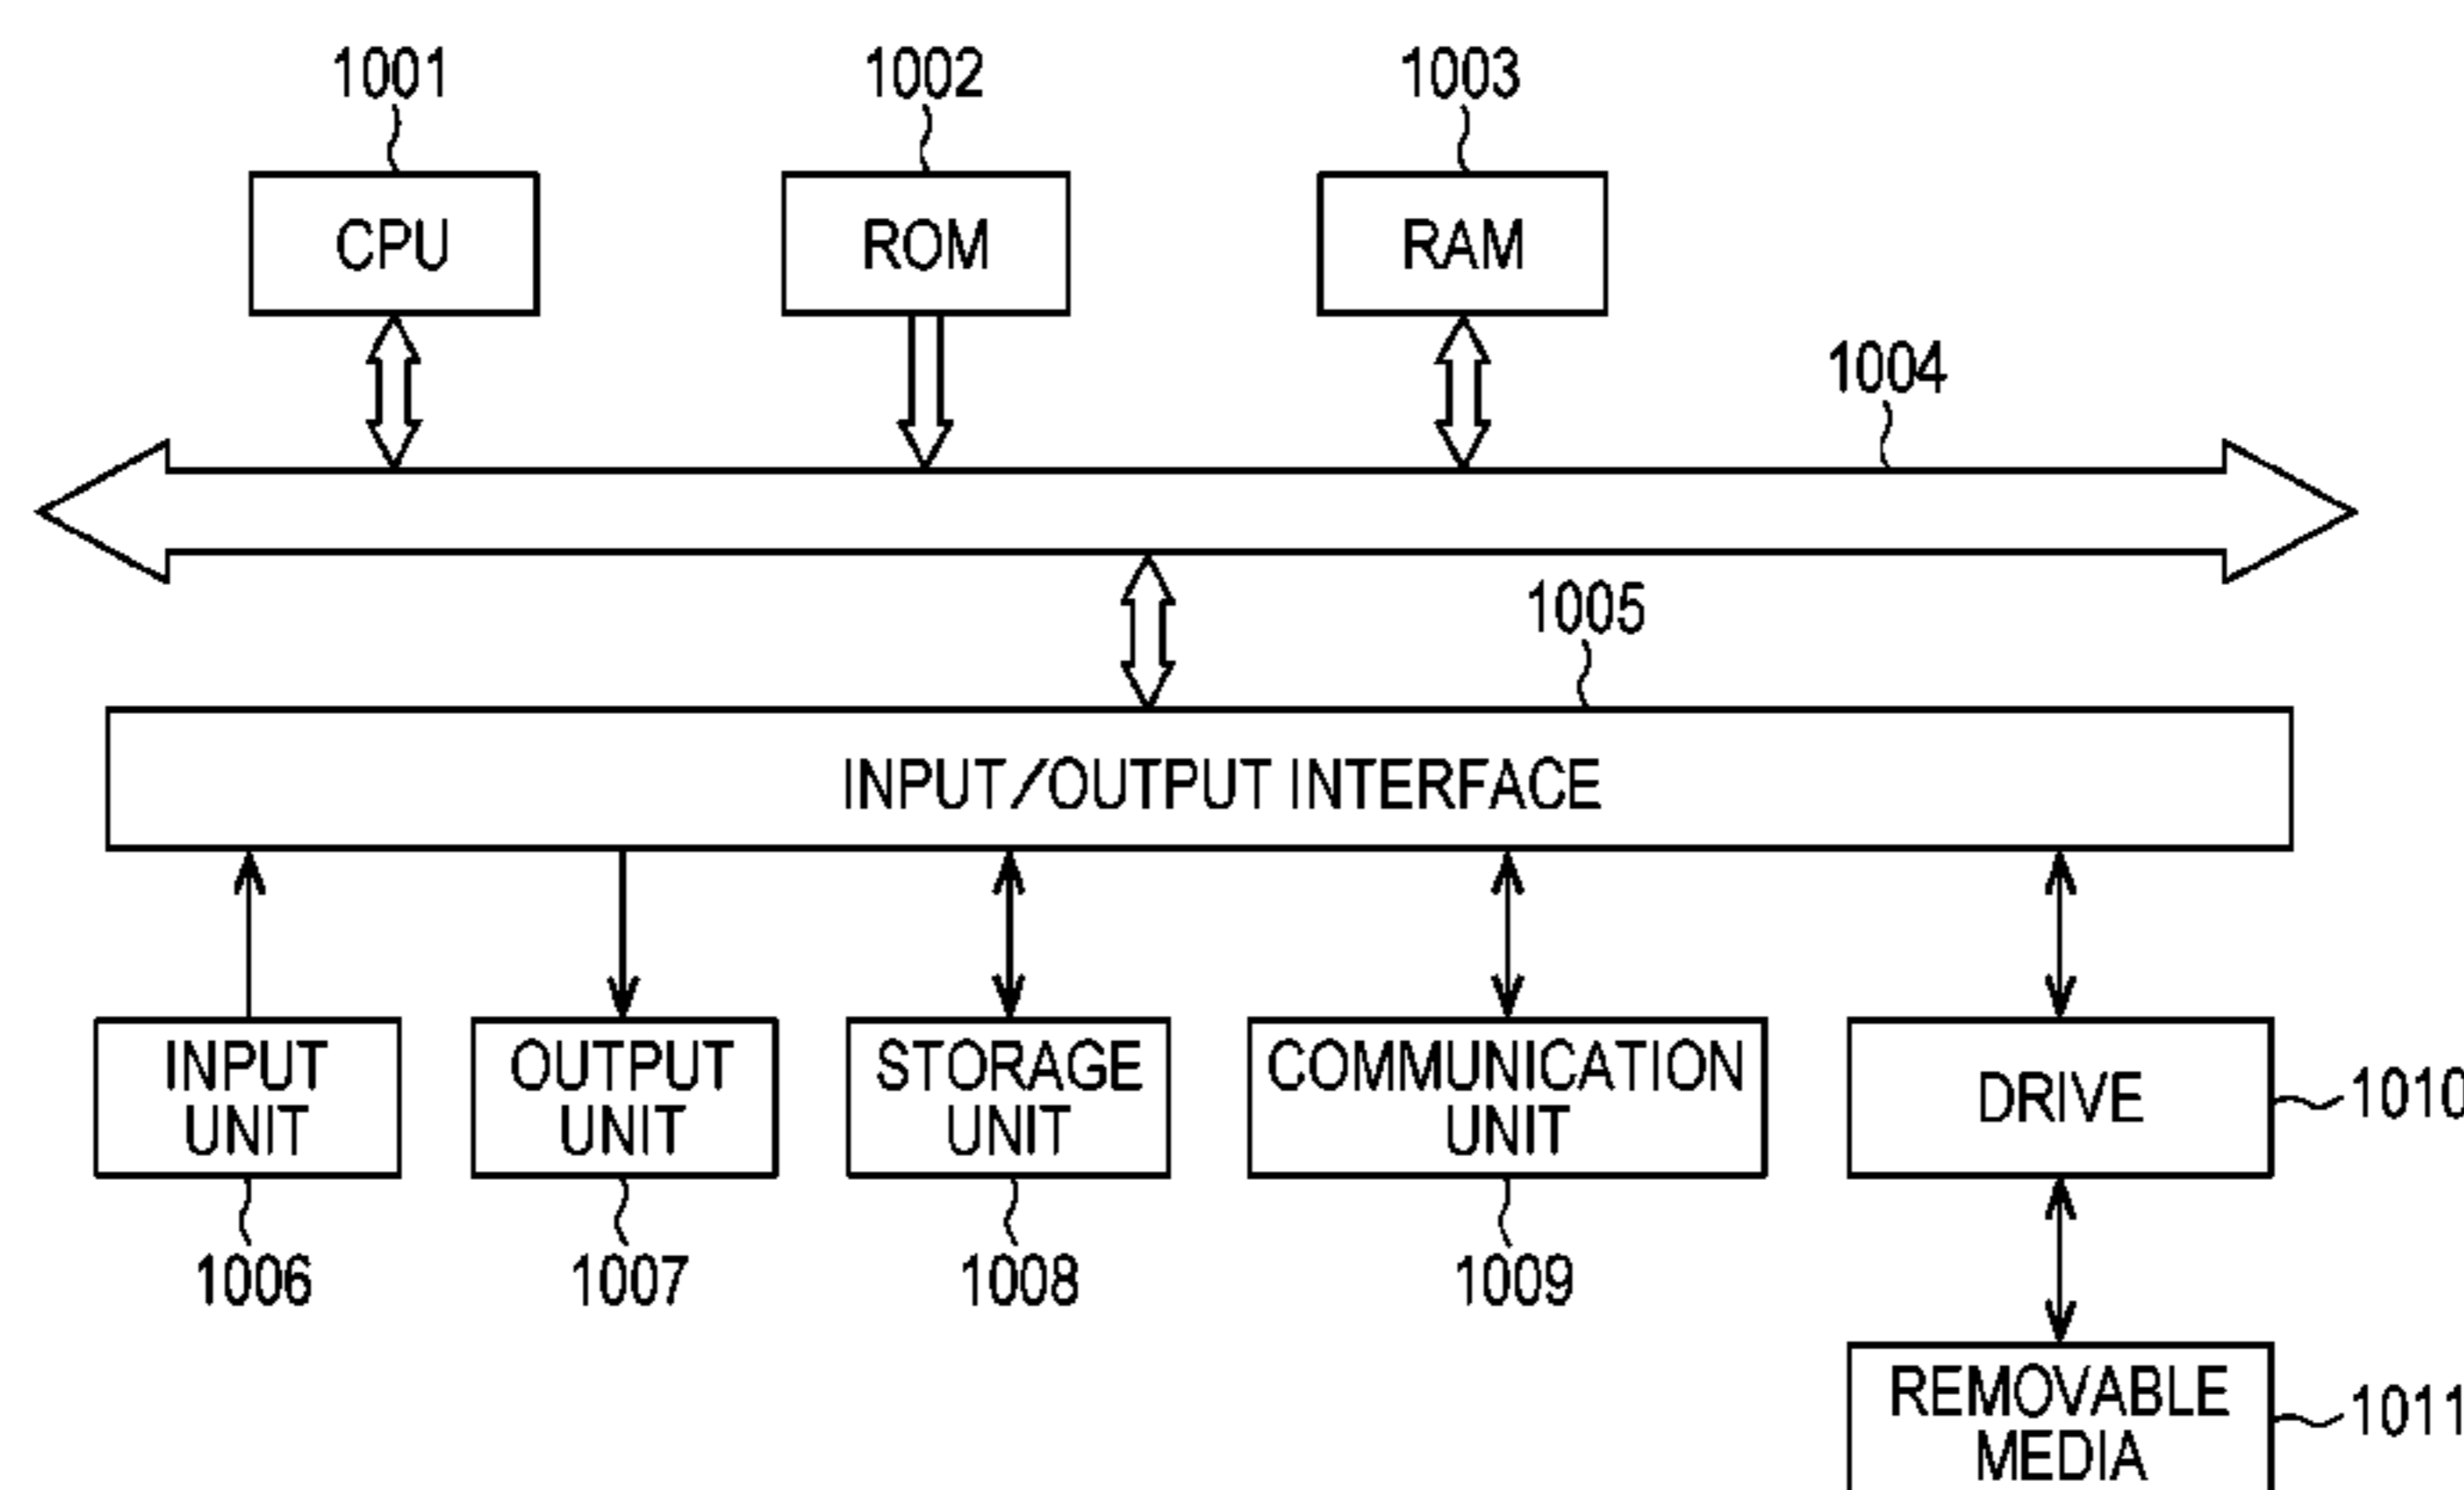 1001
1002
1003
CPU
ROM
RAM
1004
1005
INPUT/OUTPUT INTERFACE
INPUT
UNIT
OUTPUT
UNIT
STORAGE
UNIT
COMMUNICATION
UNIT
DRIVE
1010
1006
1007
1008
1009
REMOVABLE
MEDIA
1011